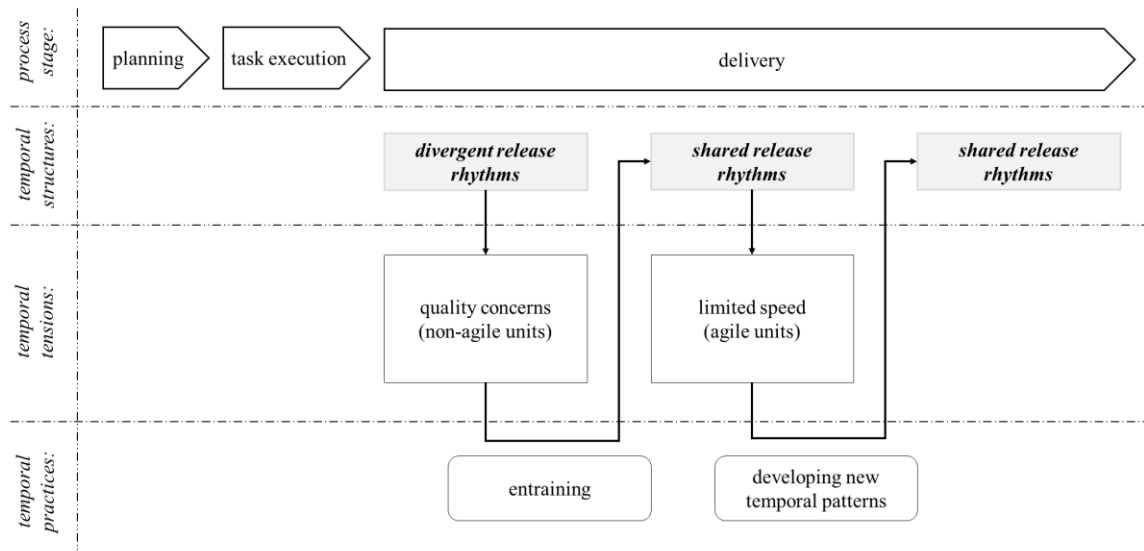 process
stage:
planning
task execution
delivery
temporal
structures:
divergent release
rhythms
shared release
rhythms
shared release
rhythms
temporal
tensions:
quality concerns
(non-agile units)
limited speed
(agile units)
temporal
practices:
entraining
developing new
temporal patterns